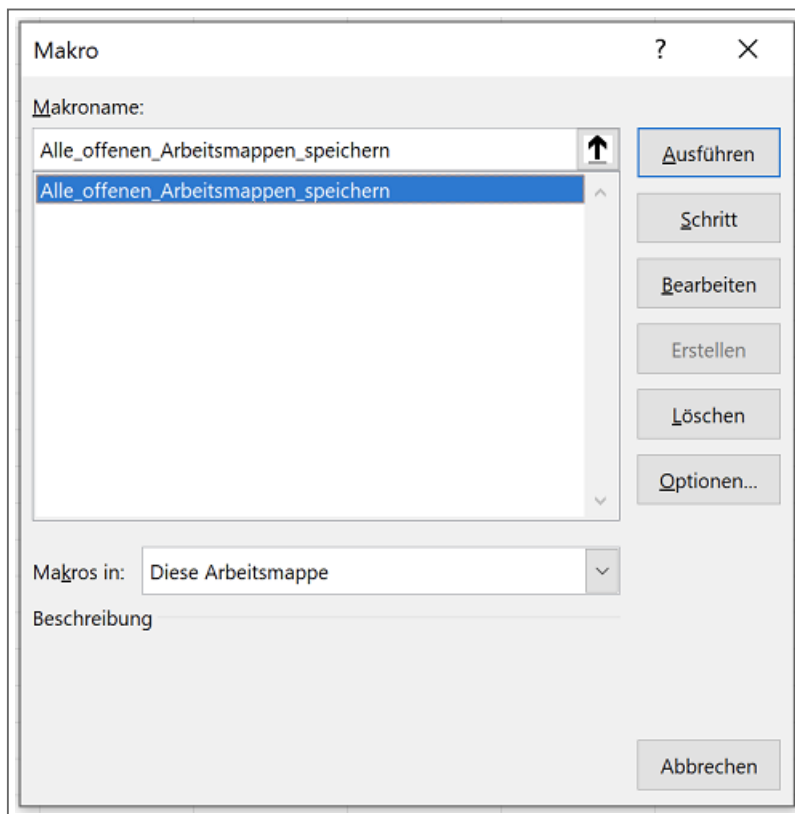 Makro ?
Makroname:
Alle_offenen_Arbeitsmappen_speichern
Alle_offenen_Arbeitsmappen_speichern
Ausführen
Schritt
Bearbeiten
Erstellen
Löschen
Optionen...
Makros in: Diese Arbeitsmappe
Beschreibung
Abbrechen